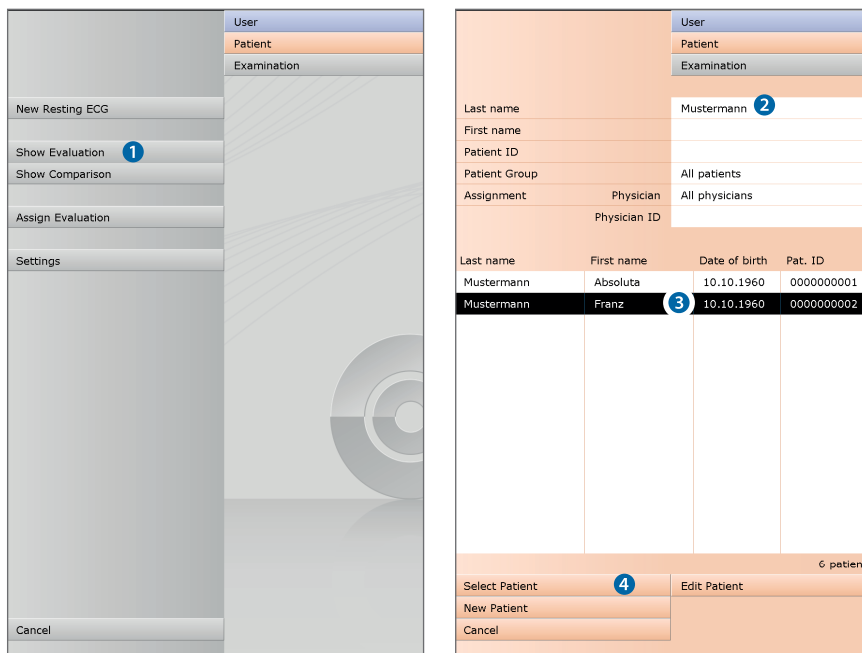 User
Patient
Examination
New Resting ECG
Show Evaluation 1
Show Comparison
Assign Evaluation
Settings
Cancel
User
Patient
Examination
Last name Mustermann 2
First name
Patient ID
Patient Group All patients
Assignment Physician All physicians
Physician ID
Last name First name Date of birth Pat. ID
Mustermann Absoluta 10.10.1960 0000000001
Mustermann Franz 3 10.10.1960 0000000002
6 patien
Select Patient 4 Edit Patient
New Patient
Cancel